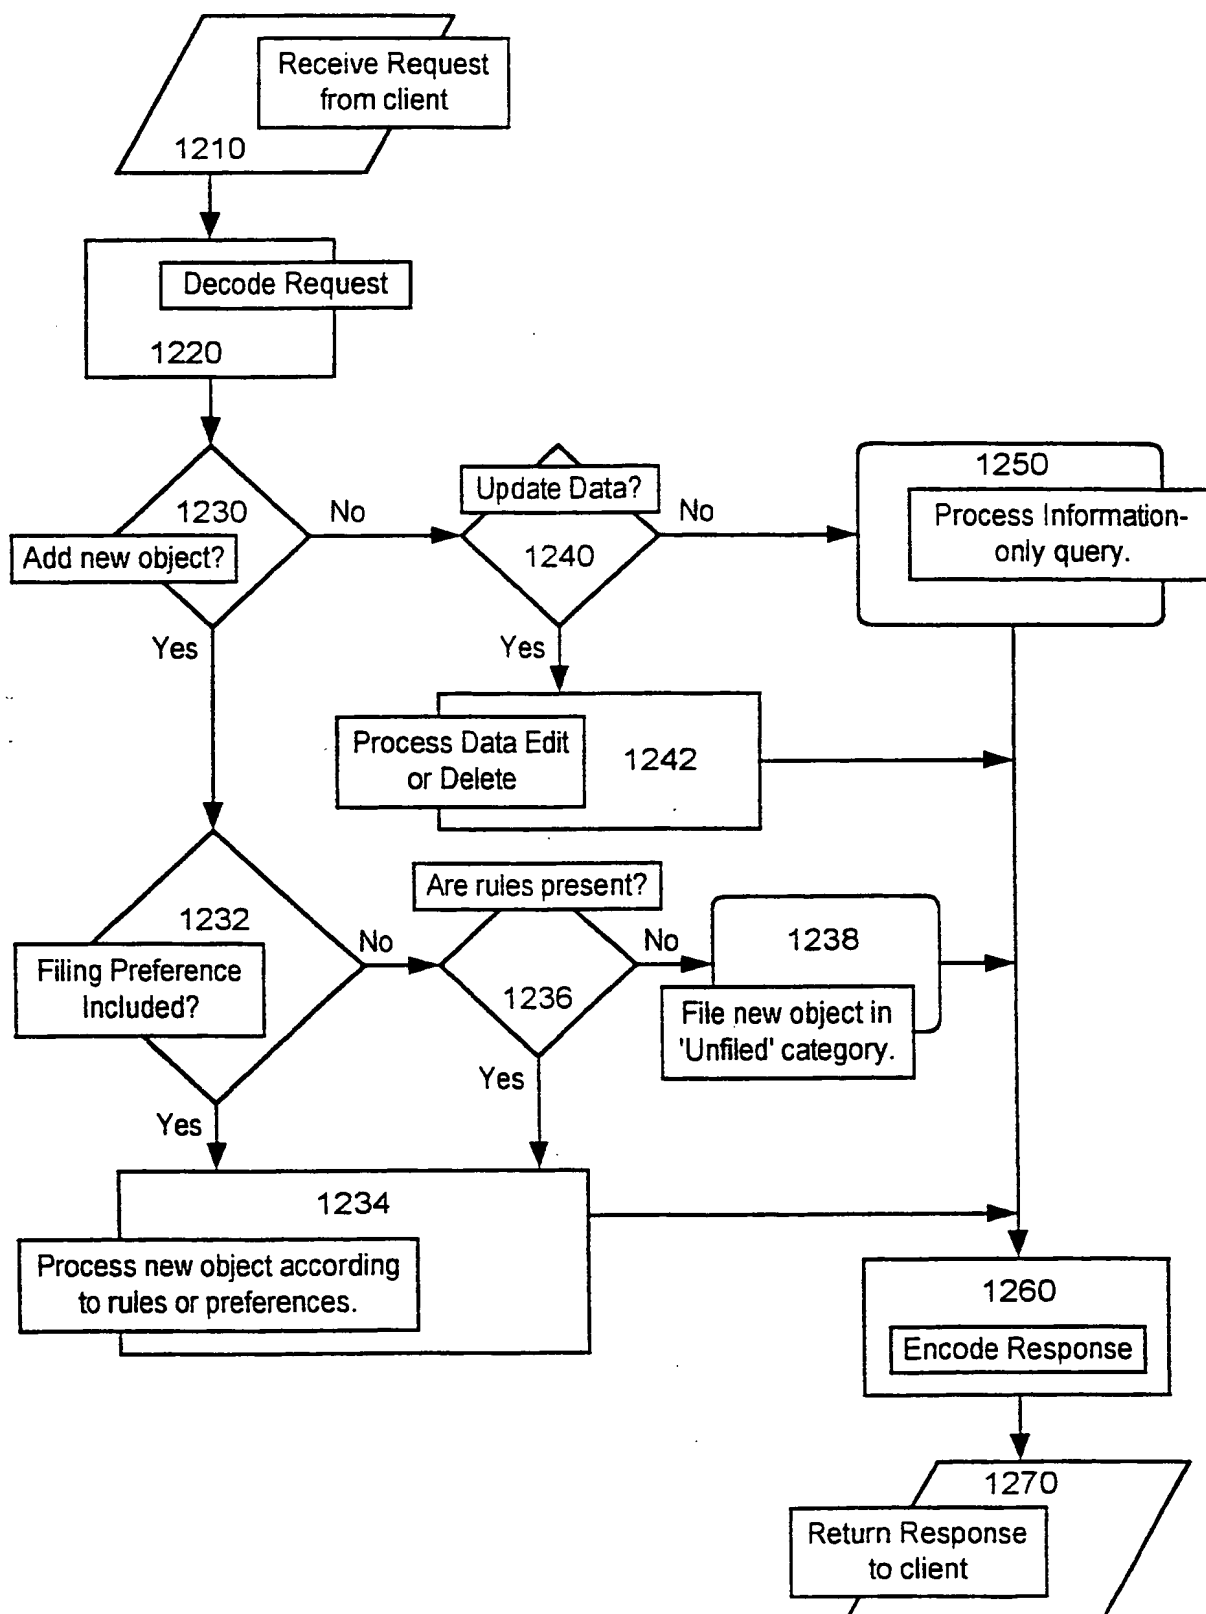 Receive Request
from client
1210
Decode Request
1220
1230
Add new object?
No
Yes
Update Data?
1240
No
Yes
1250
Process Information-
only query.
Process Data Edit
or Delete
1242
1232
Filing Preference
Included?
No
Yes
Are rules present?
1236
No
Yes
1238
File new object in
'Unfiled' category.
1234
Process new object according
to rules or preferences.
1260
Encode Response
1270
Return Response
to client